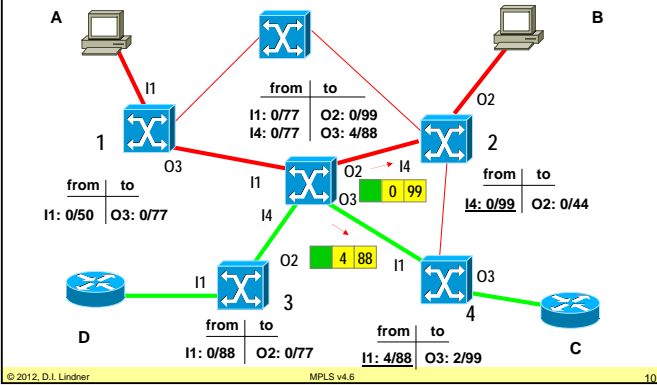 A
B
I1
from to
I1: 0/77 O2: 0/99
I4: 0/77 O3: 4/88
O2
1
O3
2
I1
O2
I4
O3
0 99
from to
I1: 0/50 O3: 0/77
from to
I4: 0/99 O2: 0/44
I4
O2
4 88
I1
I1
O3
3
4
D
C
from to
I1: 0/88 O2: 0/77
from to
I1: 4/88 O3: 2/99
© 2012, D.I. Lindner
MPLS v4.6
10